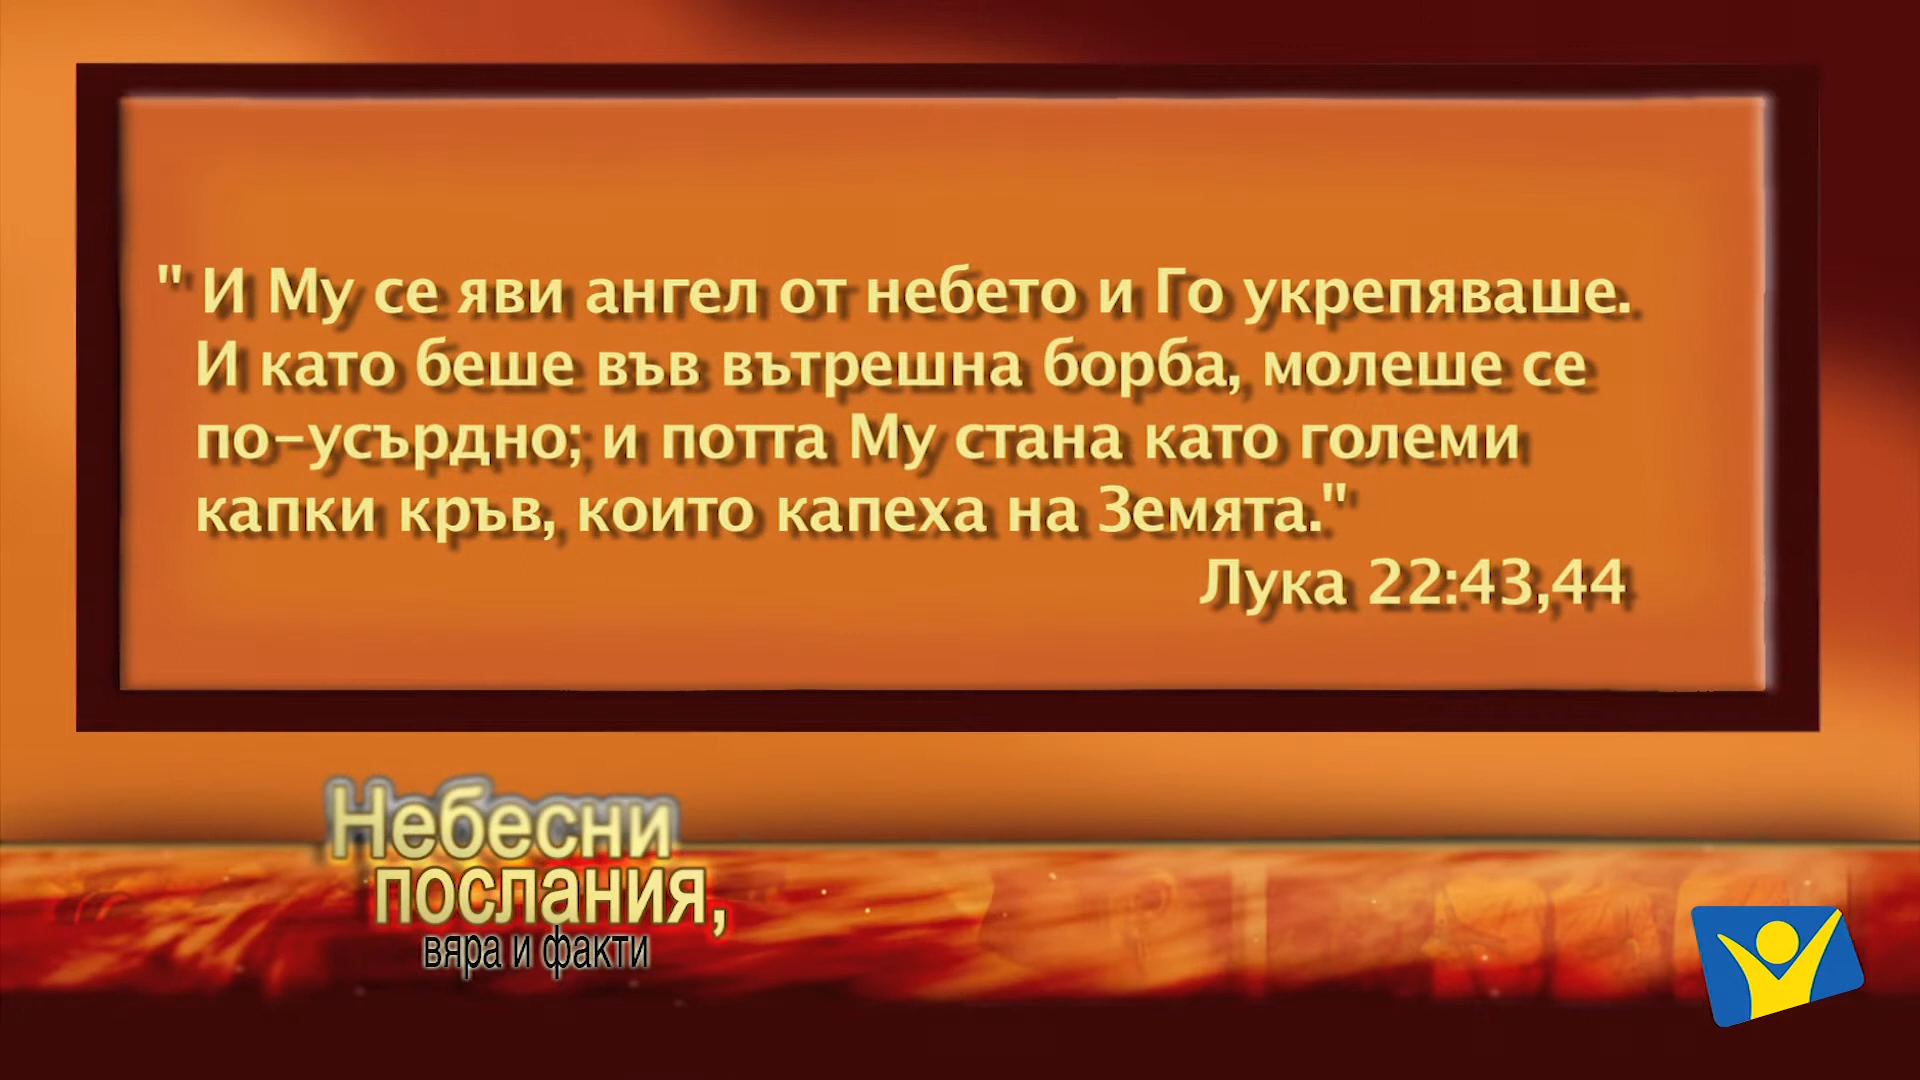 " И Му се яви ангел от небето и Го укрепяваше.
И като беше във вътрешна борба, молеше се
по-усърдно; и потта Му стана като големи
капки кръв, които капеха на Земята."
Лука 22:43,44
Небесни
послания,
вяра и факти